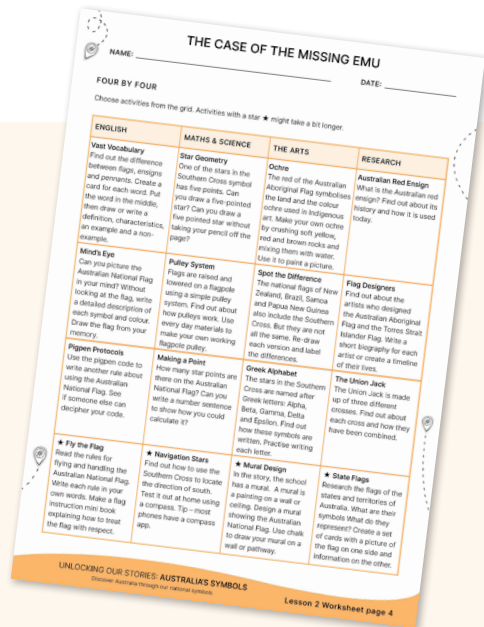 THE CASE OF THE MISSING EMU
NAME:
DATE:
FOUR BY FOUR
Choose activities from the grid. Activities with a star ★ might take a bit longer.
ENGLISH
MATHS & SCIENCE
THE ARTS
RESEARCH
Vast Vocabulary
Find out the difference
between flags, ensigns
and pennants. Create a
card for each word. Put
the word in the middle,
then draw or write a
definition, characteristics,
an example and a non-
example.
Star Geometry
One of the stars in the
Southern Cross symbol
has five points. Can
you draw a five-pointed
star? Can you draw a
five pointed star without
taking your pencil off the
page?
Ochre
The red of the Australian
Aboriginal Flag symbolises
the land and the colour
ochre used in Indigenous
art. Make your own ochre
by crushing soft yellow,
red and brown rocks and
mixing them with water.
Use it to paint a picture.
Australian Red Ensign
What is the Australian red
ensign? Find out about its
history and how it is used
today.
Mind's Eye
Can you picture the
Australian National Flag
in your mind? Without
looking at the flag, write
a detailed description of
each symbol and colour.
Draw the flag from your
memory.
Pulley System
Flags are raised and
lowered on a flagpole
using a simple pulley
system. Find out about
how pulleys work. Use
every day materials to
make your own working
flagpole pulley.
Spot the Difference
The national flags of New
Zealand, Brazil, Samoa
and Papua New Guinea
also include the Southern
Cross. But they are not
all the same. Re-draw
each version and label
the differences.
Flag Designers
Find out about the
artists who designed
the Australian Aboriginal
Flag and the Torres Strait
Islander Flag. Write a
short biography for each
artist or create a timeline
of their lives.
Pigpen Protocols
Use the pigpen code to
write another rule about
using the Australian
National Flag. See
if someone else can
decipher your code.
Making a Point
How many star points are
there on the Australian
National Flag? Can you
write a number sentence
to show how you could
calculate it?
Greek Alphabet
The stars in the Southern
Cross are named after
Greek letters: Alpha,
Beta, Gamma, Delta
and Epsilon. Find out
how these symbols are
written. Practise writing
each letter.
The Union Jack
The Union Jack is made
up of three different
crosses. Find out about
each cross and how they
have been combined.
★ Fly the Flag
Read the rules for
flying and handling the
Australian National Flag.
Write each rule in your
own words. Make a flag
instruction mini book
explaining how to treat
the flag with respect.
★ Navigation Stars
Find out how to use the
Southern Cross to locate
the direction of south.
Test it out at home using
a compass. Tip – most
phones have a compass
app.
★ Mural Design
In the story, the school
has a mural. A mural is
a painting on a wall or
ceiling. Design a mural
showing the Australian
National Flag. Use chalk
to draw your mural on a
wall or pathway.
★ State Flags
Research the flags of the
states and territories of
Australia. What are their
symbols What do they
represent? Create a set
of cards with a picture of
the flag on one side and
information on the other.
UNLOCKING OUR STORIES: AUSTRALIA'S SYMBOLS
Discover Australia through our national symbols
Lesson 2 Worksheet page 4